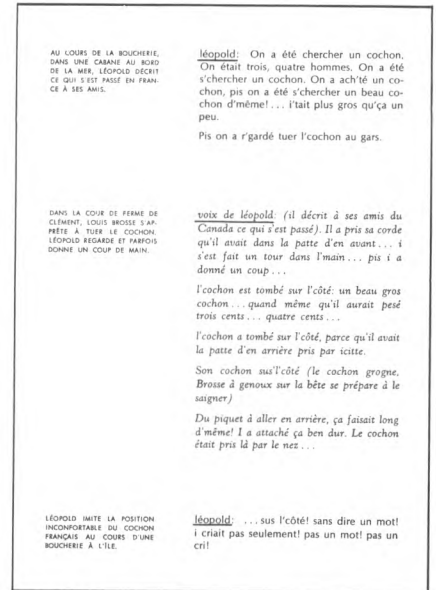 AU COURS DE LA BOUCHERIE,
DANS UNE CABANE AU BORD
DE LA MER, LÉOPOLD DÉCRIT
CE QUI S'EST PASSÉ EN FRAN-
CE À SES AMIS.
léopold: On a été chercher un cochon.
On était trois, quatre hommes. On a été
s'chercher un cochon. On a ach'té un co-
chon, pis on a été s'chercher un beau co-
chon d'même!... i'tait plus gros qu'ça un
peu.
Pis on a r'gardé tuer l'cochon au gars.
DANS LA COUR DE FERME DE
CLÉMENT, LOUIS BROSSE S'AP-
PRÊTE À TUER LE COCHON.
LÉOPOLD REGARDE ET PARFOIS
DONNE UN COUP DE MAIN.
voix de léopold: (il décrit à ses amis du
Canada ce qui s'est passé). Il a pris sa corde
qu'il avait dans la patte d'en avant... i
s'est fait un tour dans l'main... pis i a
donné un coup...
l'cochon est tombé sur l'côté: un beau gros
cochon... quand même qu'il aurait pesé
trois cents... quatre cents...
l'cochon a tombé sur l'côté, parce qu'il avait
la patte d'en arrière pris par icitte.
Son cochon sus'l'côté (le cochon grogne,
Brosse à genoux sur la bête se prépare à le
saigner)
Du piquet à aller en arrière, ça faisait long
d'même! I a attaché ça ben dur. Le cochon
était pris là par le nez...
LÉOPOLD IMITE LA POSITION
INCONFORTABLE DU COCHON
FRANÇAIS AU COURS D'UNE
BOUCHERIE À L'ÎLE.
léopold: ...sus l'côté! sans dire un mot!
i criait pas seulement! pas un mot! pas un
cri!